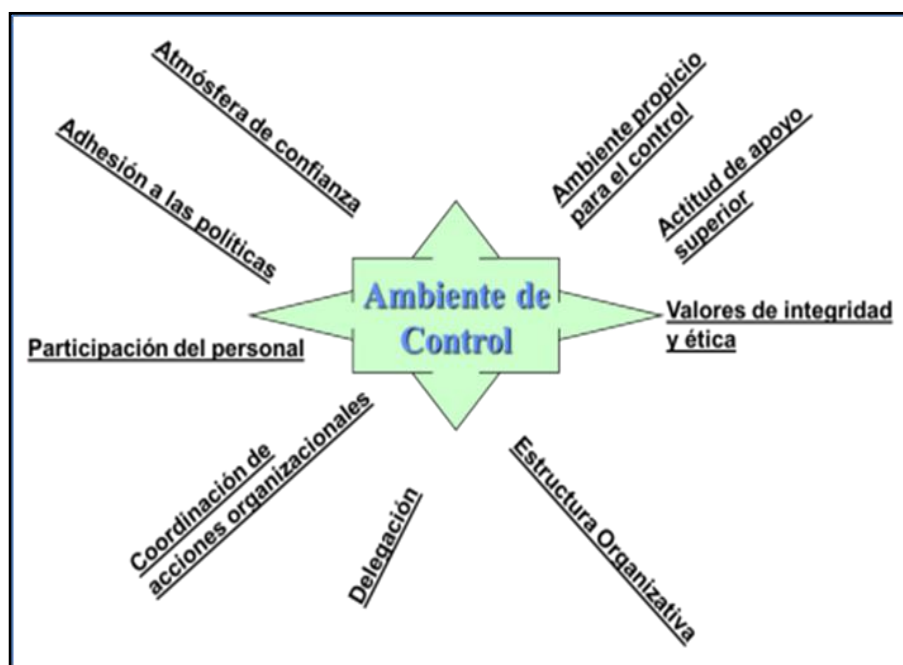 Atmósfera de confianza
Adhesión a las políticas
Participación del personal
Coordinación de
acciones organizacionales
Delegación
Ambiente de
Control
Ambiente propicio
para el control
Actitud de apoyo
superior
Valores de integridad
y ética
Estructura Organizativa